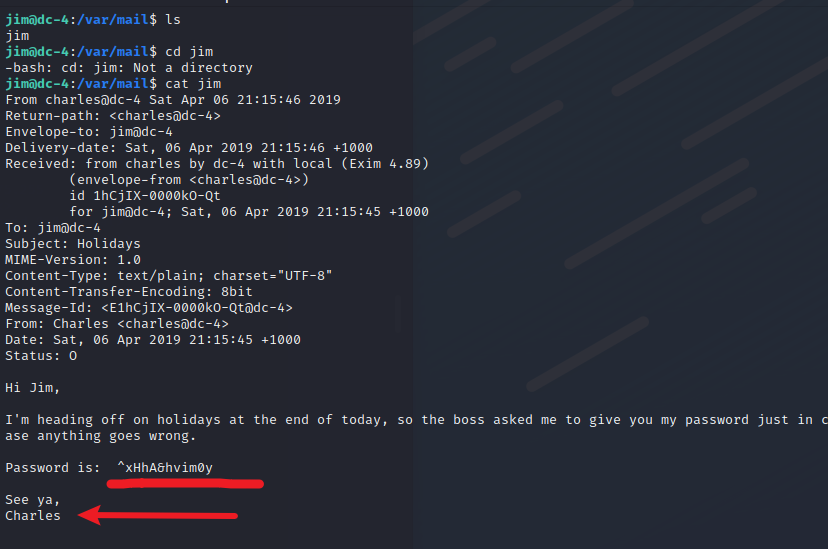 jim@dc-4:/var/mail$ ls
jim
jim@dc-4:/var/mail$ cd jim
-bash: cd: jim: Not a directory
jim@dc-4:/var/mail$ cat jim
From charles@dc-4 Sat Apr 06 21:15:46 2019
Return-path: <charles@dc-4>
Envelope-to: jim@dc-4
Delivery-date: Sat, 06 Apr 2019 21:15:46 +1000
Received: from charles by dc-4 with local (Exim 4.89)
        (envelope-from <charles@dc-4>)
        id 1hCjIX-0000kO-Qt
        for jim@dc-4; Sat, 06 Apr 2019 21:15:45 +1000
To: jim@dc-4
Subject: Holidays
MIME-Version: 1.0
Content-Type: text/plain; charset="UTF-8"
Content-Transfer-Encoding: 8bit
Message-Id: <E1hCjIX-0000kO-Qt@dc-4>
From: Charles <charles@dc-4>
Date: Sat, 06 Apr 2019 21:15:45 +1000
Status: O

Hi Jim,

I'm heading off on holidays at the end of today, so the boss asked me to give you my password just in c
ase anything goes wrong.

Password is:  ^xHhA&hvim0y

See ya,
Charles